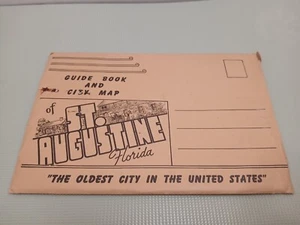 GUIDE BOOK
AND
CITY MAP
of
ST.
AUGUSTINE
Florida
"THE OLDEST CITY IN THE UNITED STATES"